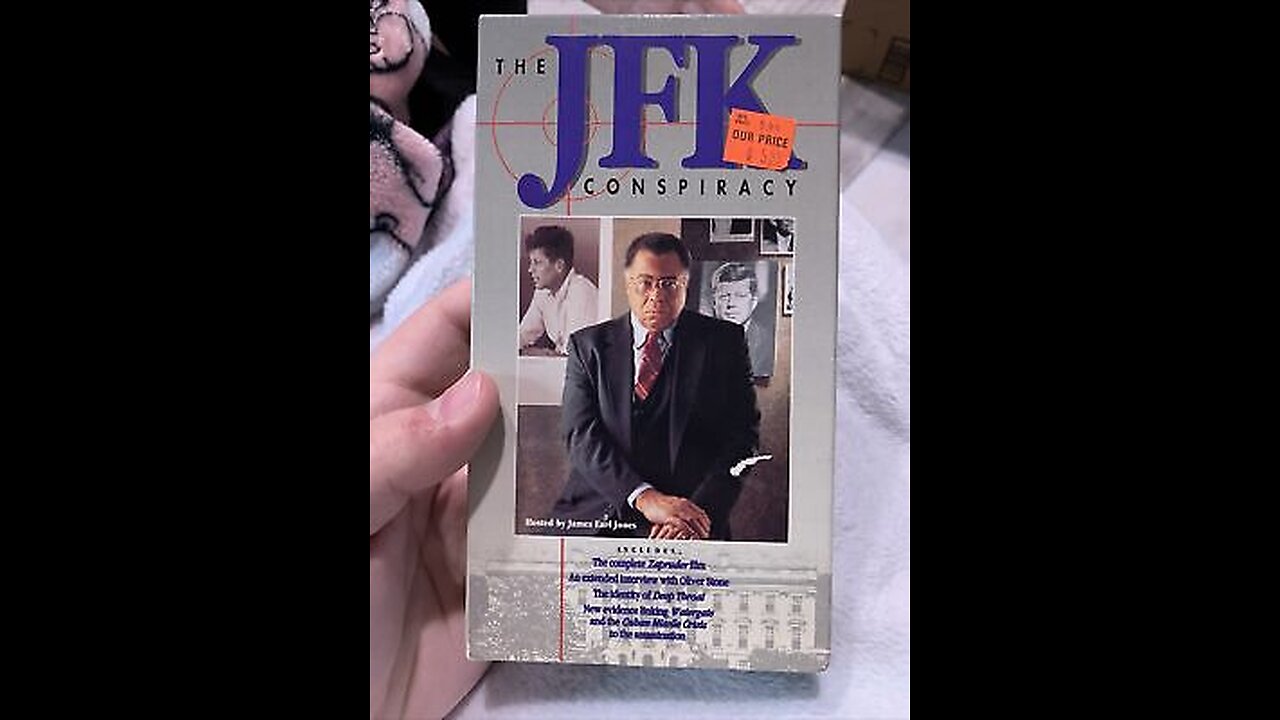 THE
JFK
OUR PRICE
CONSPIRACY
Hosted by James Earl Jones
INCLUDES...
The complete Zapruder film
An extended interview with Oliver Stone
The identity of Deep Throat
New evidence linking Watergate
and the Cuban Missile Crisis
to the assassination